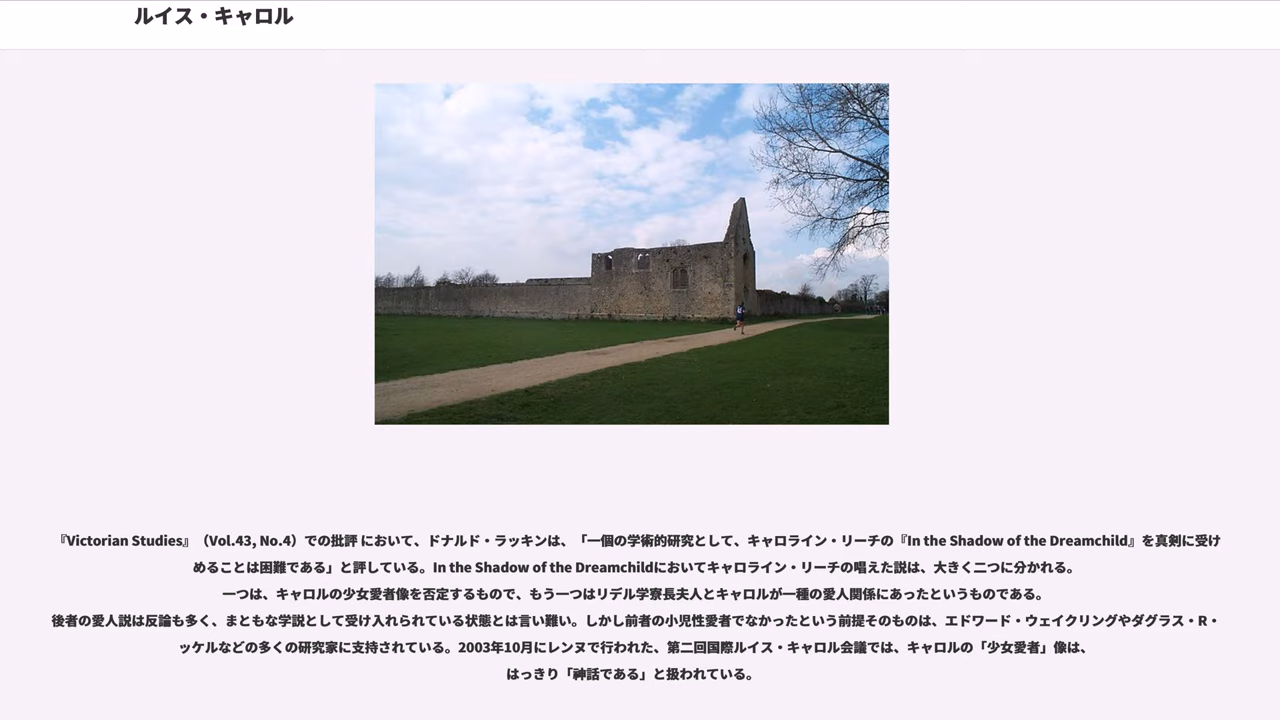 ルイス・キャロル
『Victorian Studies』（Vol.43, No.4）での批評 において、ドナルド・ラッキンは、「一個の学術的研究として、キャロライン・リーチの『In the Shadow of the Dreamchild』を真剣に受け
めることは困難である」と評している。In the Shadow of the Dreamchildにおいてキャロライン・リーチの唱えた説は、大きく二つに分かれる。
一つは、キャロルの少女愛者像を否定するもので、もう一つはリデル学寮長夫人とキャロルが一種の愛人関係にあったというものである。
後者の愛人説は反論も多く、まともな学説として受け入れられている状態とは言い難い。しかし前者の小児性愛者でなかったという前提そのものは、エドワード・ウェイクリングやダグラス・R・
ッケルなどの多くの研究家に支持されている。2003年10月にレンヌで行われた、第二回国際ルイス・キャロル会議では、キャロルの「少女愛者」像は、
はっきり「神話である」と扱われている。